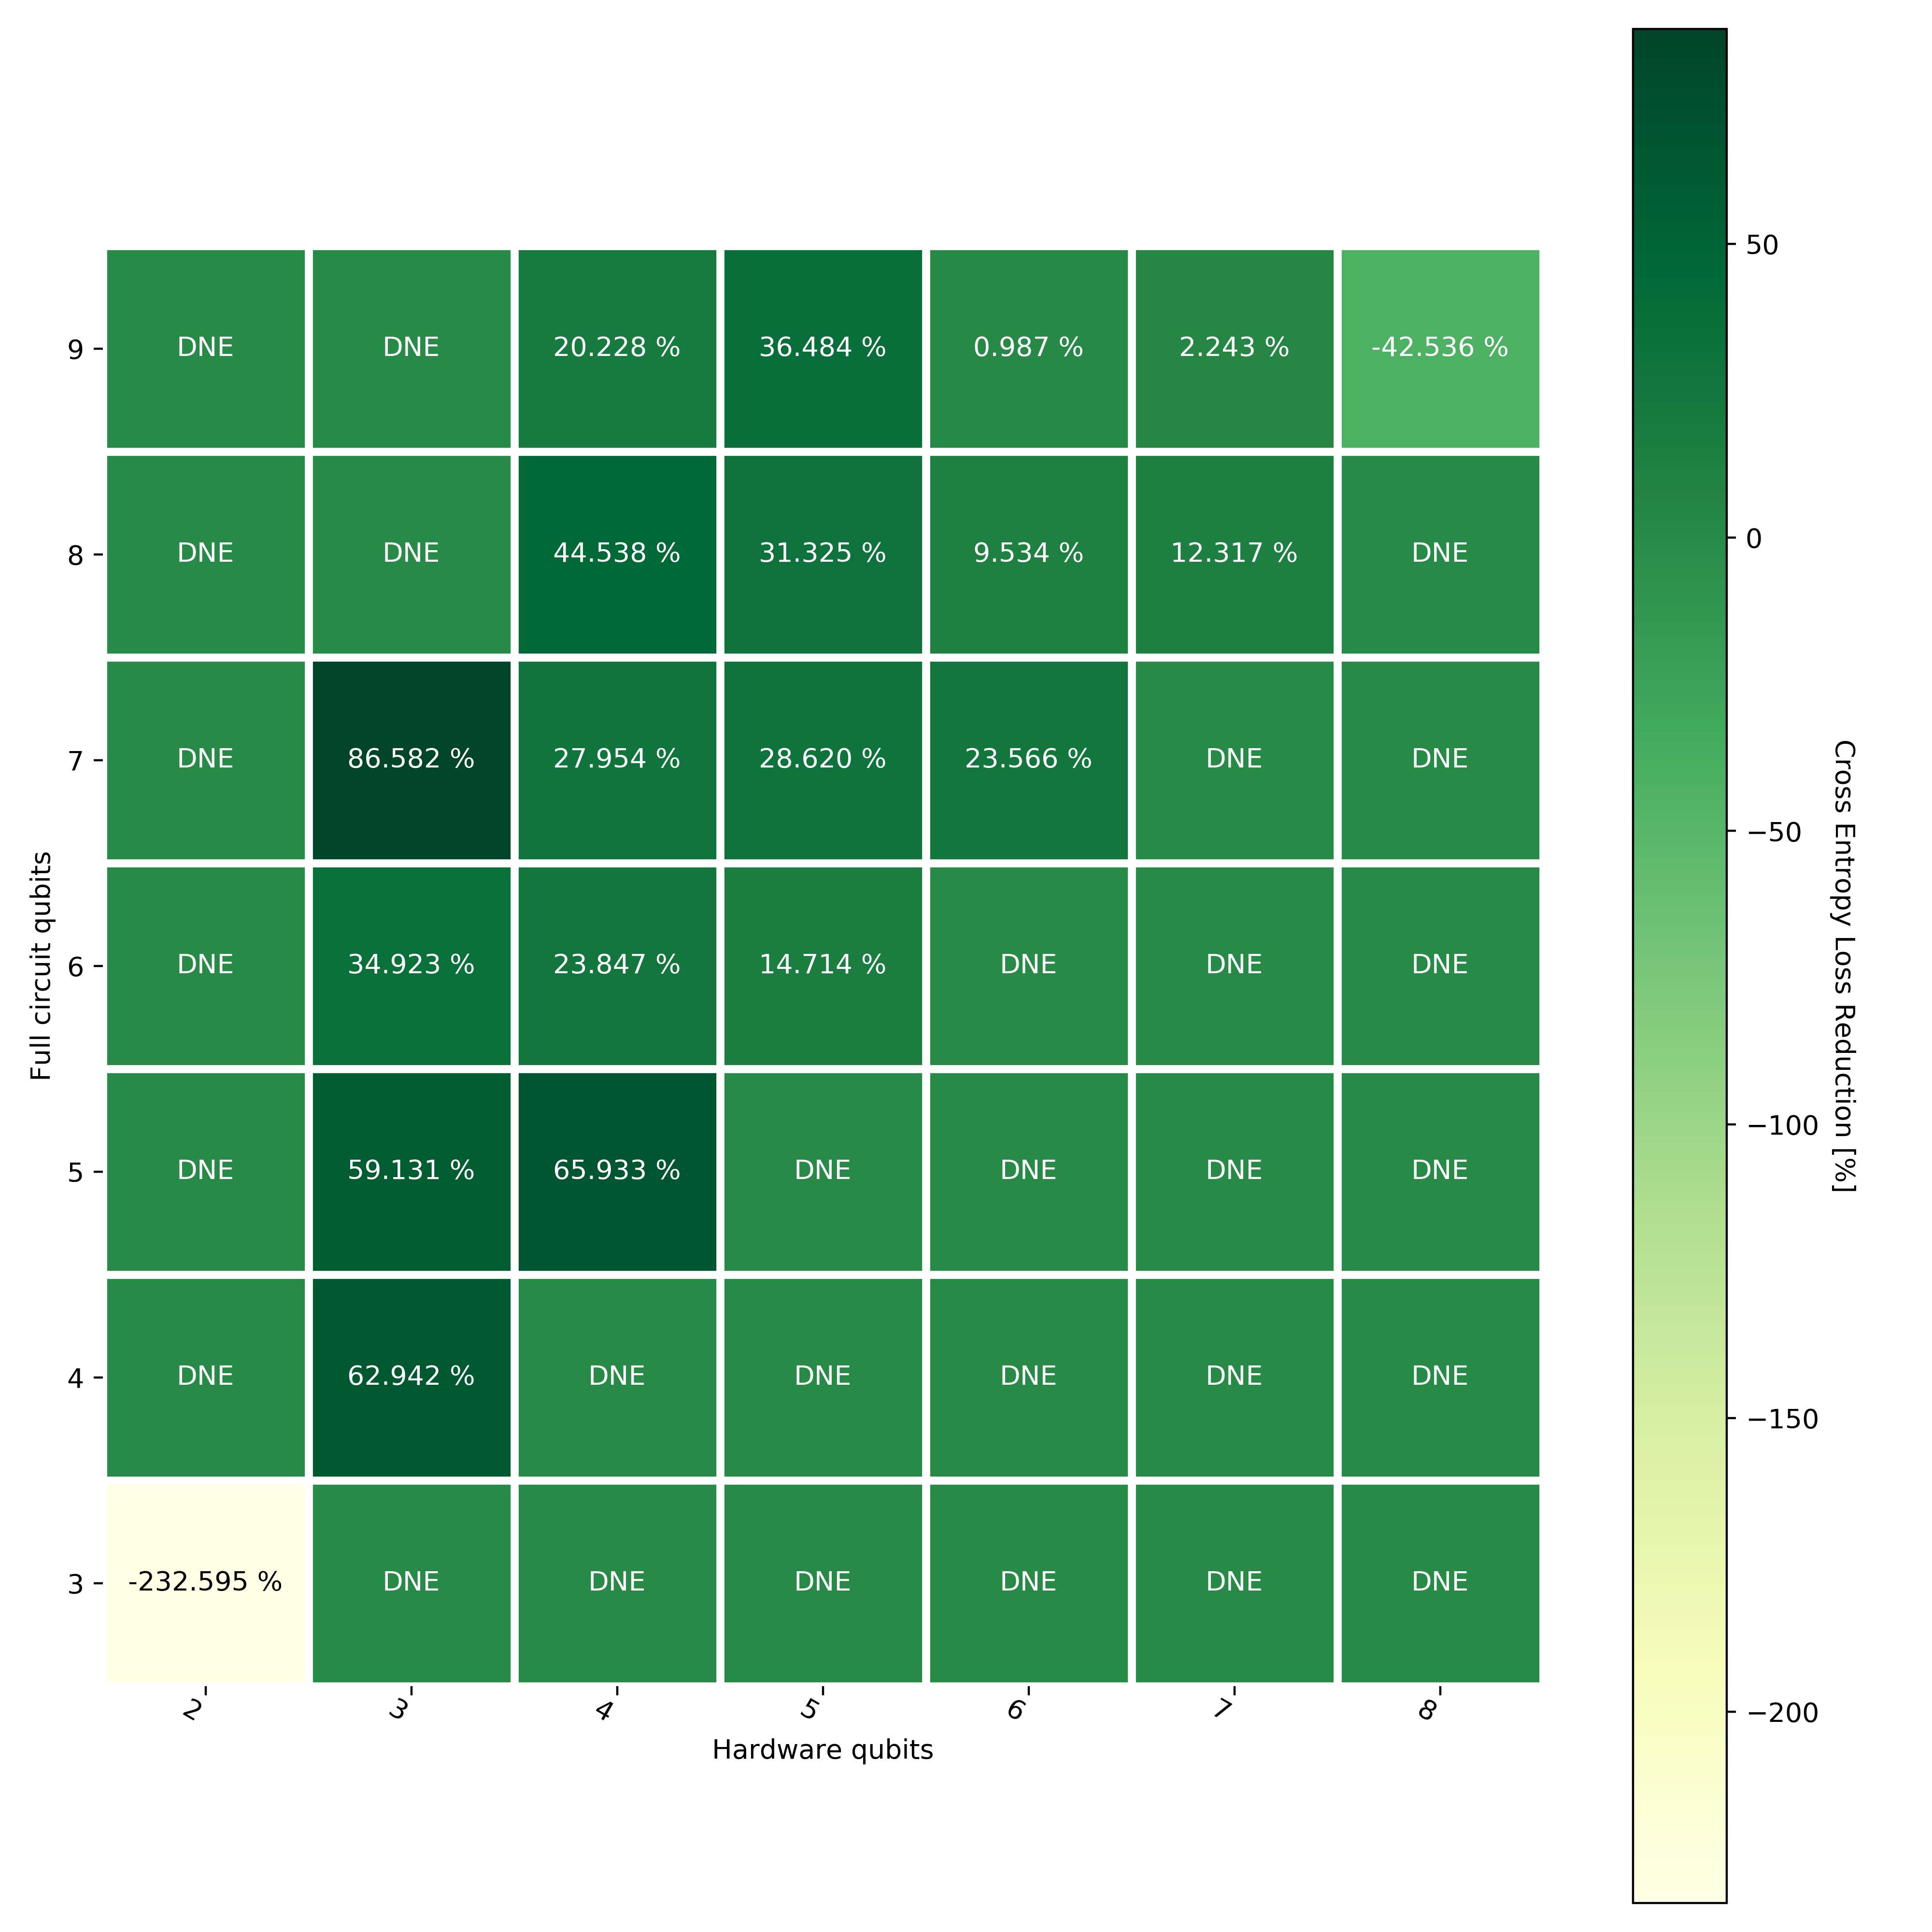 9 DNE DNE 20.228 % 36.484 % 0.987 % 2.243 % -42.536 %
8 DNE DNE 44.538 % 31.325 % 9.534 % 12.317 % DNE
7 DNE 86.582 % 27.954 % 28.620 % 23.566 % DNE DNE
6 DNE 34.923 % 23.847 % 14.714 % DNE DNE DNE
5 DNE 59.131 % 65.933 % DNE DNE DNE DNE
4 DNE 62.942 % DNE DNE DNE DNE DNE
3 -232.595 % DNE DNE DNE DNE DNE DNE
2 3 4 5 6 7 8
Hardware qubits
Full circuit qubits
50
0
−50
−100
−150
−200
Cross Entropy Loss Reduction [%]